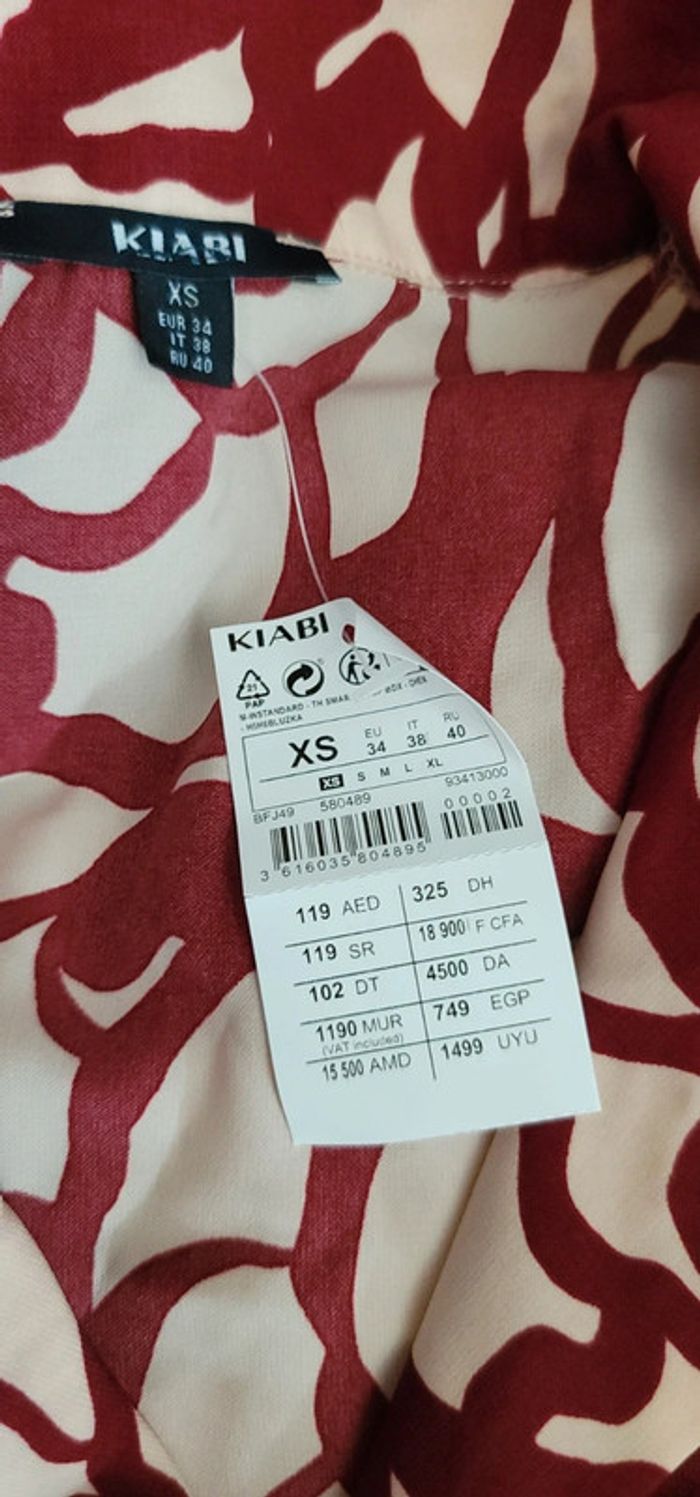 KIABI
XS
EUR 34
IT 38
RU 40
KIABI
21
PAP
XS
EU 34
IT 38
RU 40
XS S M L XL
BFJ49 580489 93413000
00002
3 616035 804895
119 AED 325 DH
119 SR 18 900 F CFA
102 DT 4500 DA
1190 MUR 749 EGP
(VAT included)
15 500 AMD 1499 UYU